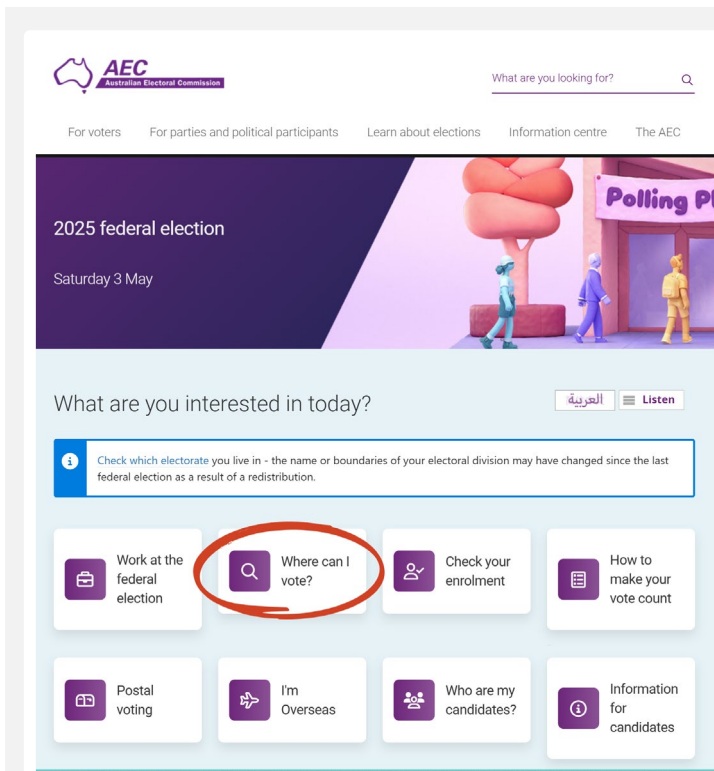 AEC
Australian Electoral Commission
What are you looking for?
For voters For parties and political participants Learn about elections Information centre The AEC
Polling Pl
2025 federal election
Saturday 3 May
What are you interested in today?
العربية
Listen
Check which electorate you live in - the name or boundaries of your electoral division may have changed since the last
federal election as a result of a redistribution.
Work at the
federal
election
Where can I
vote?
Check your
enrolment
How to
make your
vote count
Postal
voting
I'm
Overseas
Who are my
candidates?
Information
for
candidates